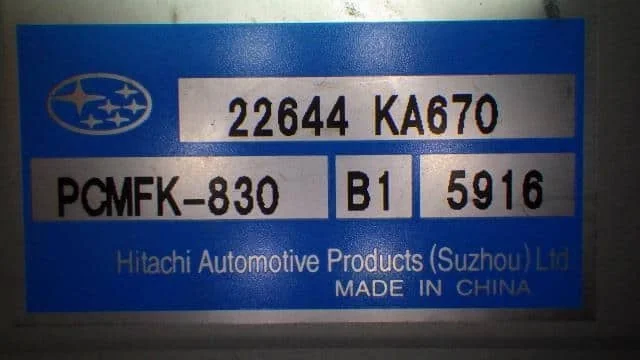 22644 KA670
PCMFK-830 B1 5916
Hitachi Automotive Products (Suzhou) Ltd
MADE IN CHINA